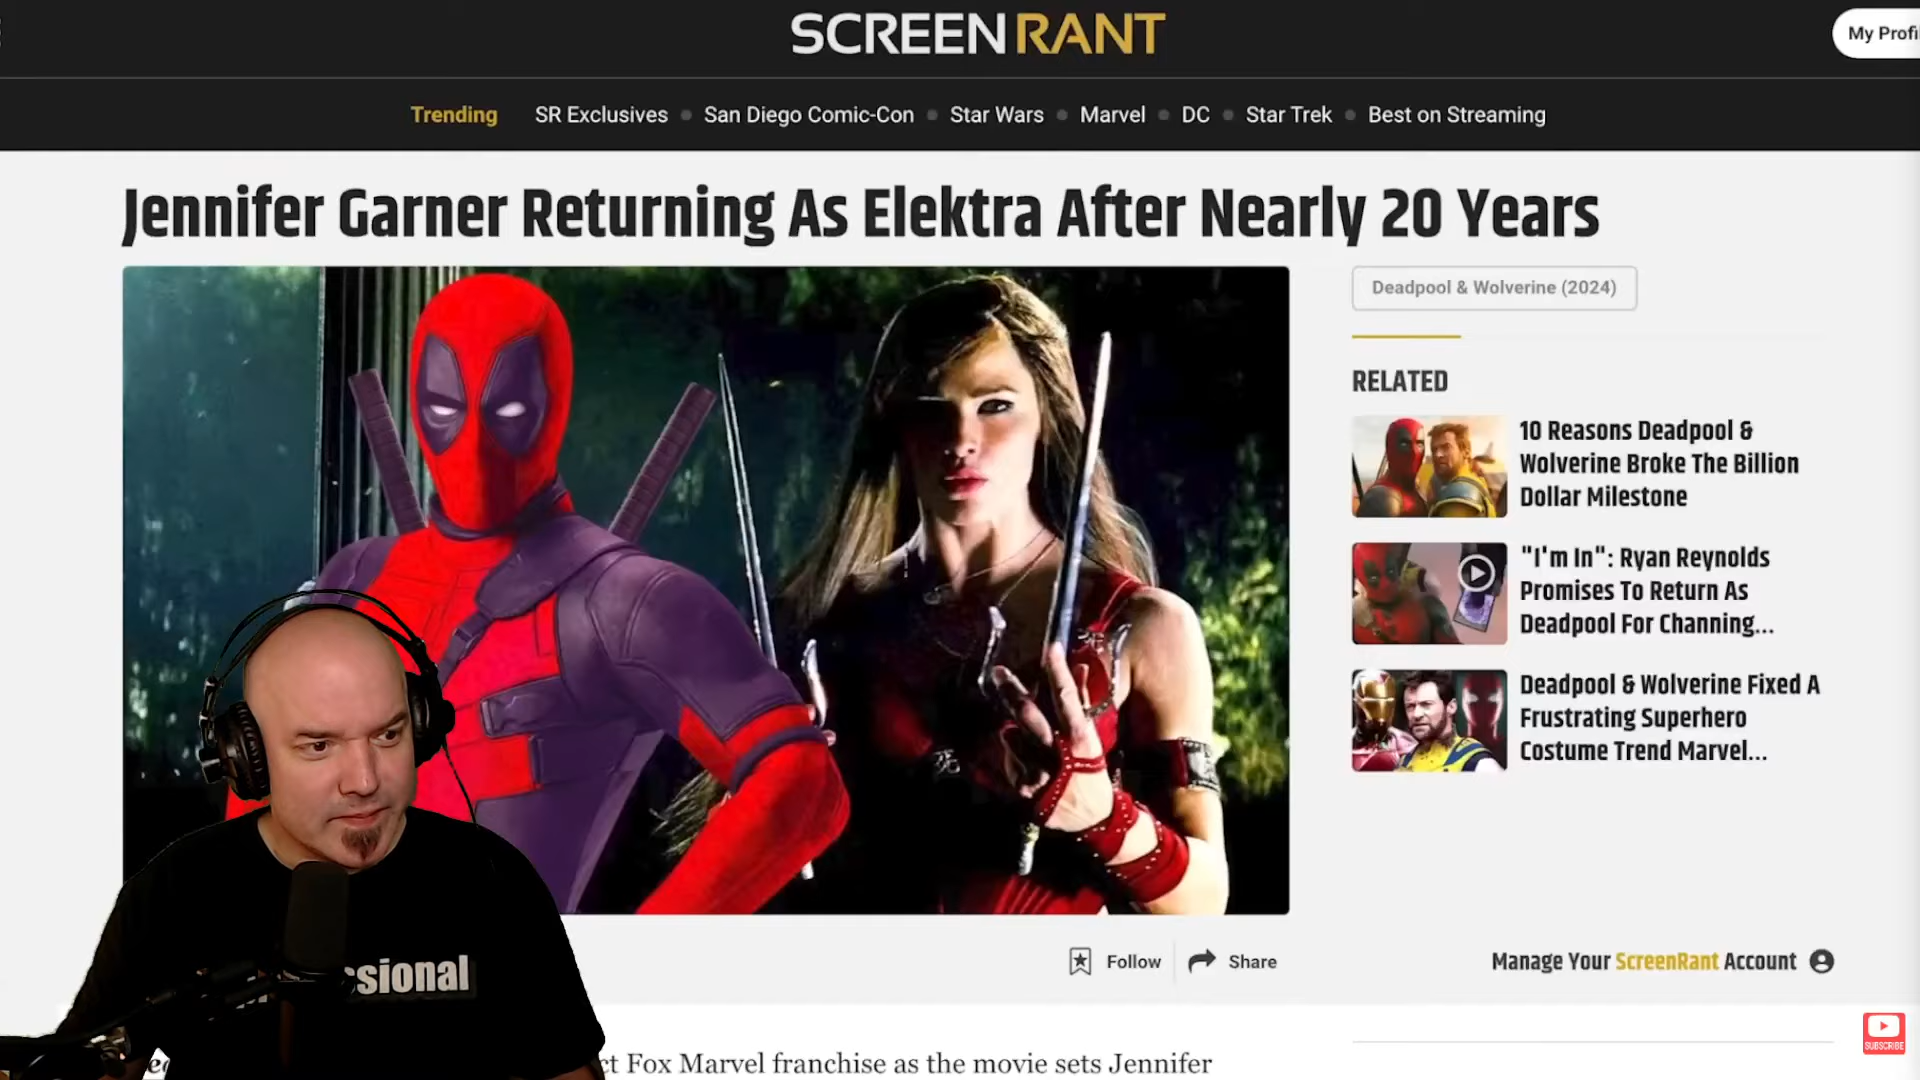 SCREENRANT
My Profi
Trending SR Exclusives San Diego Comic-Con Star Wars Marvel DC Star Trek Best on Streaming
Jennifer Garner Returning As Elektra After Nearly 20 Years
Deadpool & Wolverine (2024)
RELATED
10 Reasons Deadpool &
Wolverine Broke The Billion
Dollar Milestone
"I'm In": Ryan Reynolds
Promises To Return As
Deadpool For Channing...
Deadpool & Wolverine Fixed A
Frustrating Superhero
Costume Trend Marvel...
Follow Share
Manage Your ScreenRant Account
ssional
ct Fox Marvel franchise as the movie sets Jennifer
SUBSCRIBE